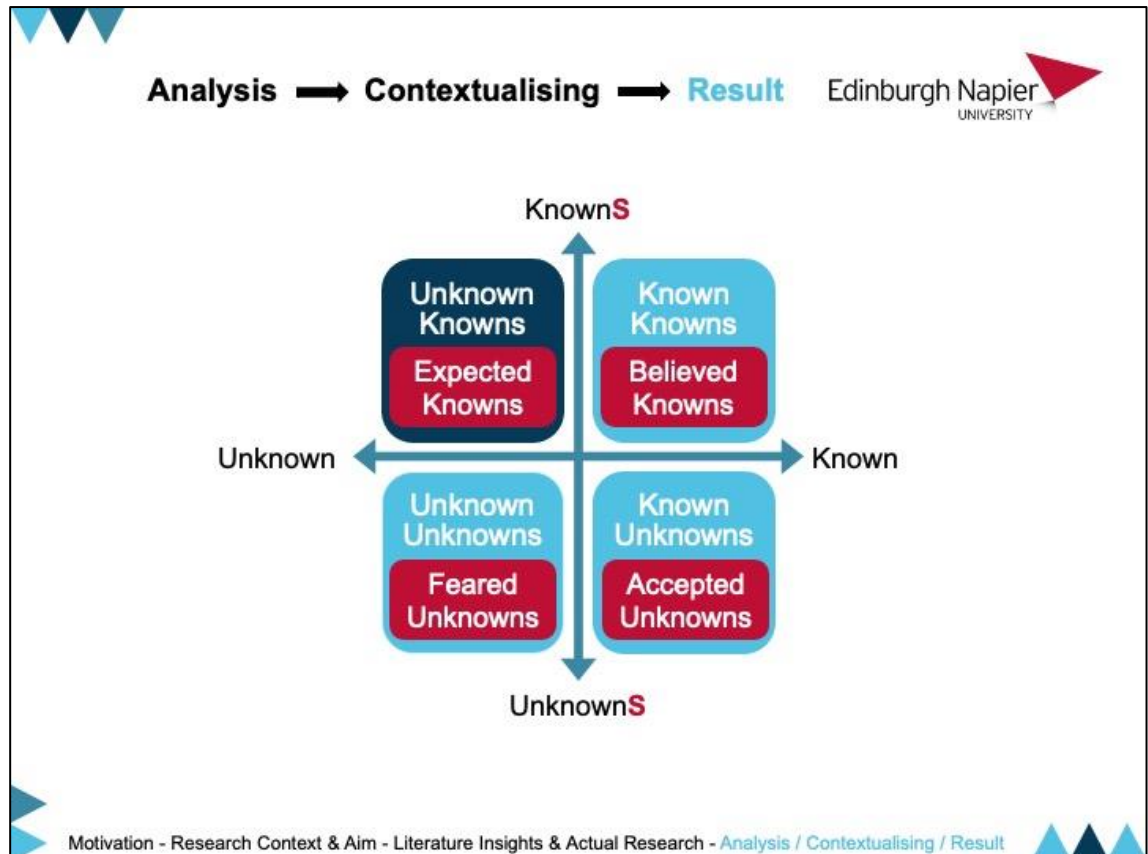 Analysis → Contextualising → Result
Edinburgh Napier
UNIVERSITY
KnownS
Unknown
Knowns
Expected
Knowns
Known
Knowns
Believed
Knowns
Unknown
Known
Unknown
Unknowns
Feared
Unknowns
Known
Unknowns
Accepted
Unknowns
UnknownS
Motivation - Research Context & Aim - Literature Insights & Actual Research - Analysis / Contextualising / Result